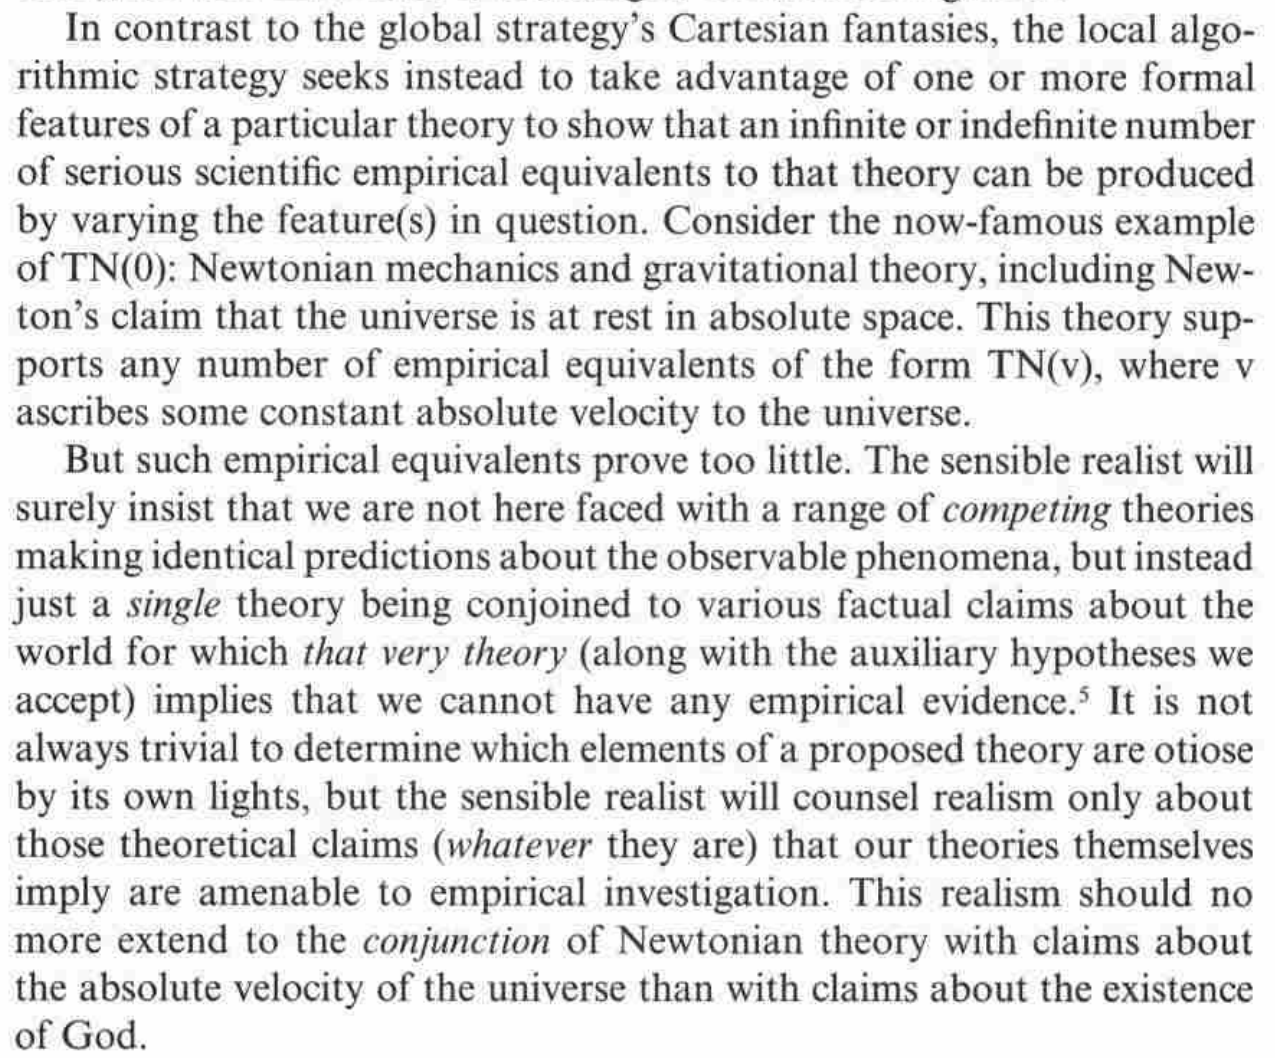 In contrast to the global strategy's Cartesian fantasies, the local algo-
rithmic strategy seeks instead to take advantage of one or more formal
features of a particular theory to show that an infinite or indefinite number
of serious scientific empirical equivalents to that theory can be produced
by varying the feature(s) in question. Consider the now-famous example
of TN(0): Newtonian mechanics and gravitational theory, including New-
ton's claim that the universe is at rest in absolute space. This theory sup-
ports any number of empirical equivalents of the form TN(v), where v
ascribes some constant absolute velocity to the universe.
But such empirical equivalents prove too little. The sensible realist will
surely insist that we are not here faced with a range of competing theories
making identical predictions about the observable phenomena, but instead
just a single theory being conjoined to various factual claims about the
world for which that very theory (along with the auxiliary hypotheses we
accept) implies that we cannot have any empirical evidence.⁵ It is not
always trivial to determine which elements of a proposed theory are otiose
by its own lights, but the sensible realist will counsel realism only about
those theoretical claims (whatever they are) that our theories themselves
imply are amenable to empirical investigation. This realism should no
more extend to the conjunction of Newtonian theory with claims about
the absolute velocity of the universe than with claims about the existence
of God.